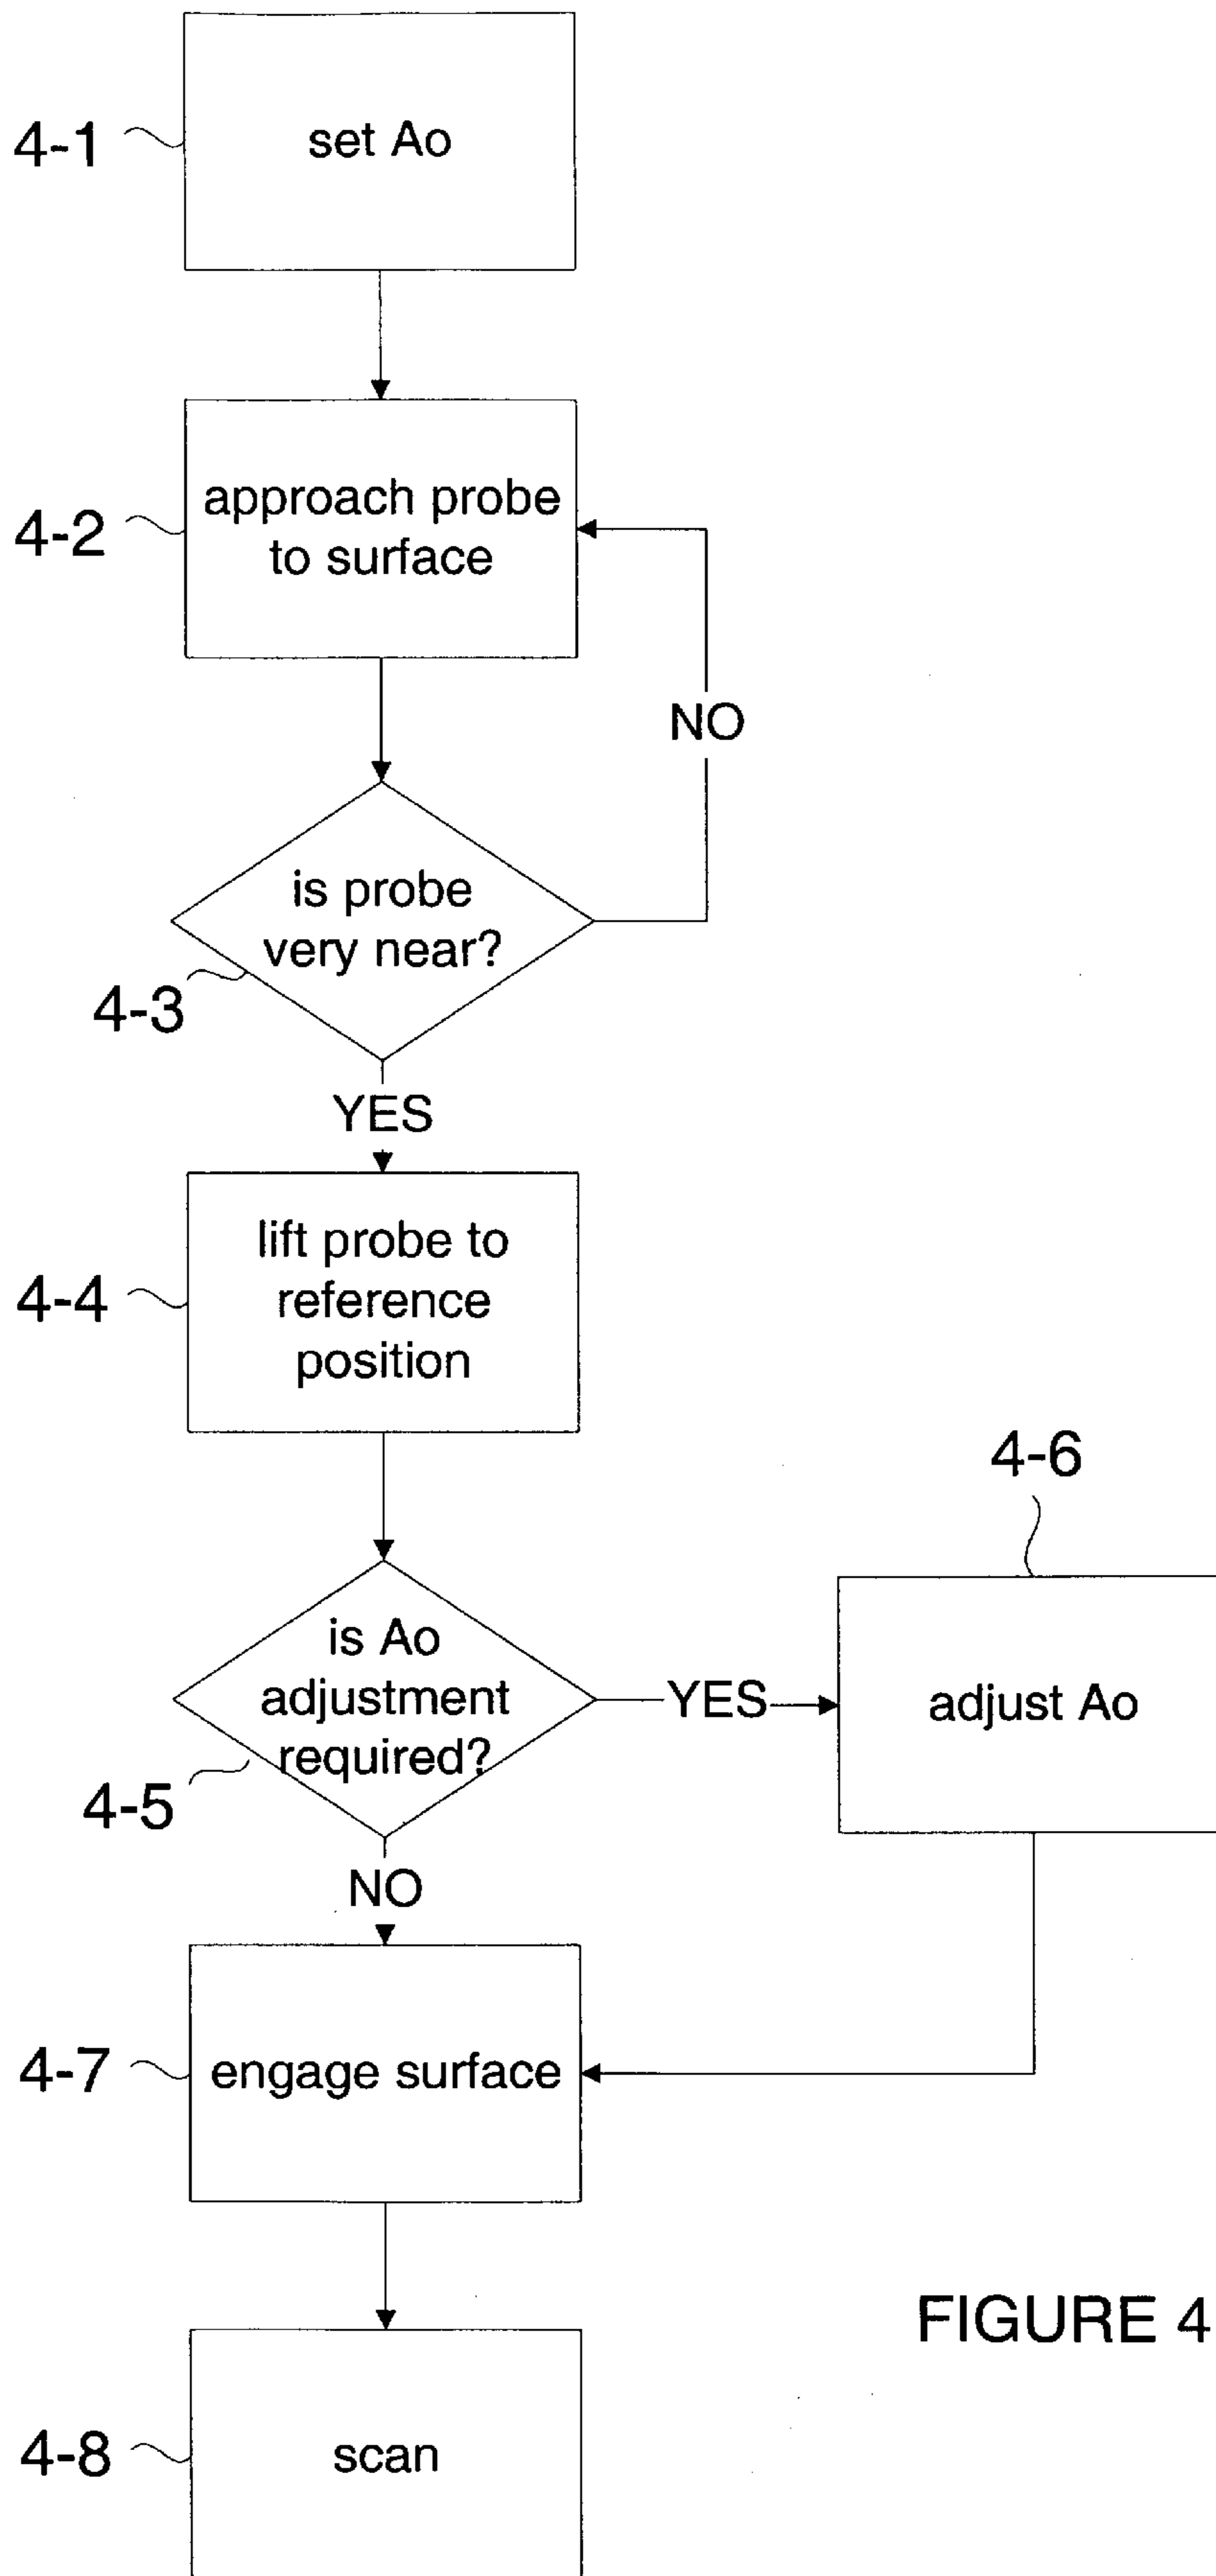 4-1
set Ao
4-2
approach probe
to surface
NO
is probe
very near?
4-3
YES
lift probe to
reference
position
4-4
4-6
is Ao
adjustment
required?
YES
adjust Ao
4-5
NO
4-7
engage surface
FIGURE 4
4-8
scan